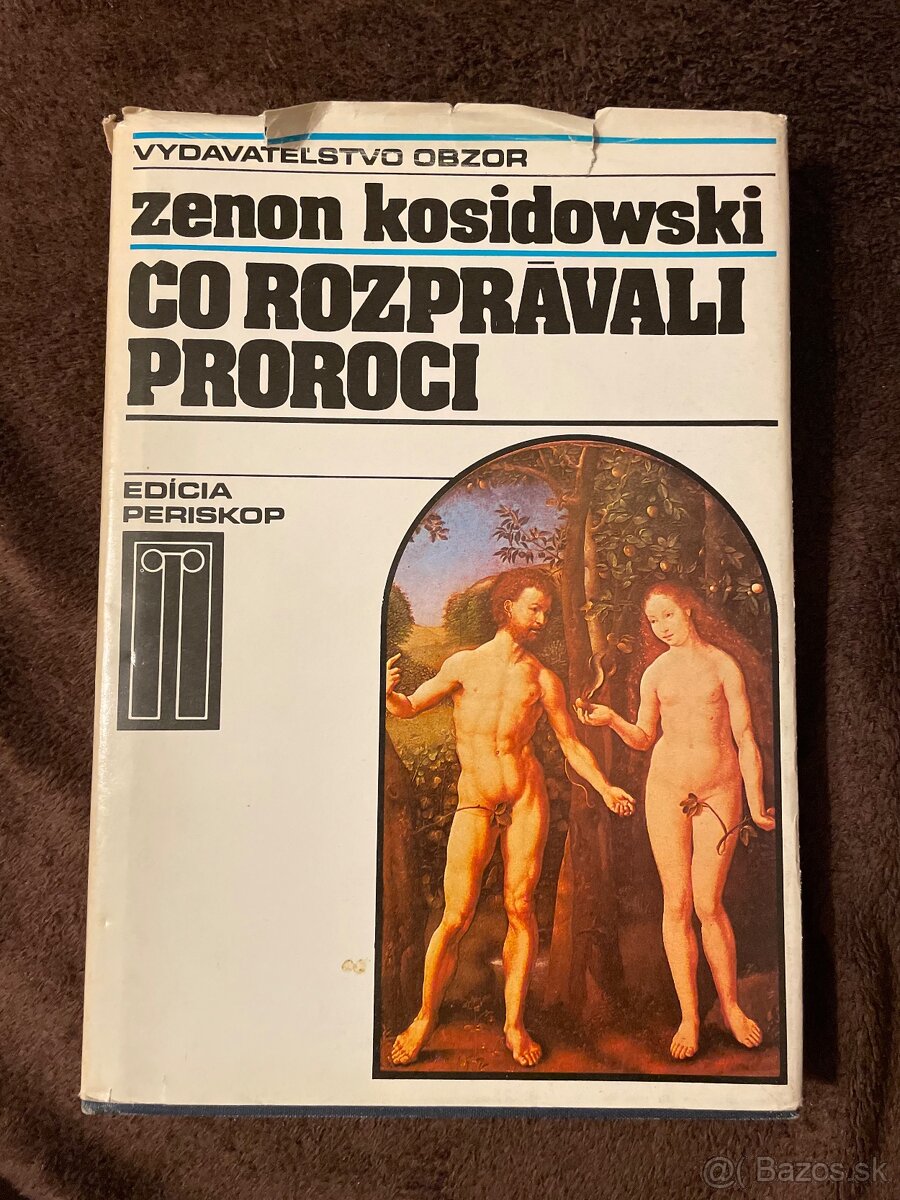 VYDAVATEĽSTVO OBZOR
zenon kosidowski
ČO ROZPRÁVALI
PROROCI
EDÍCIA
PERISKOP
@( Bazos.sk